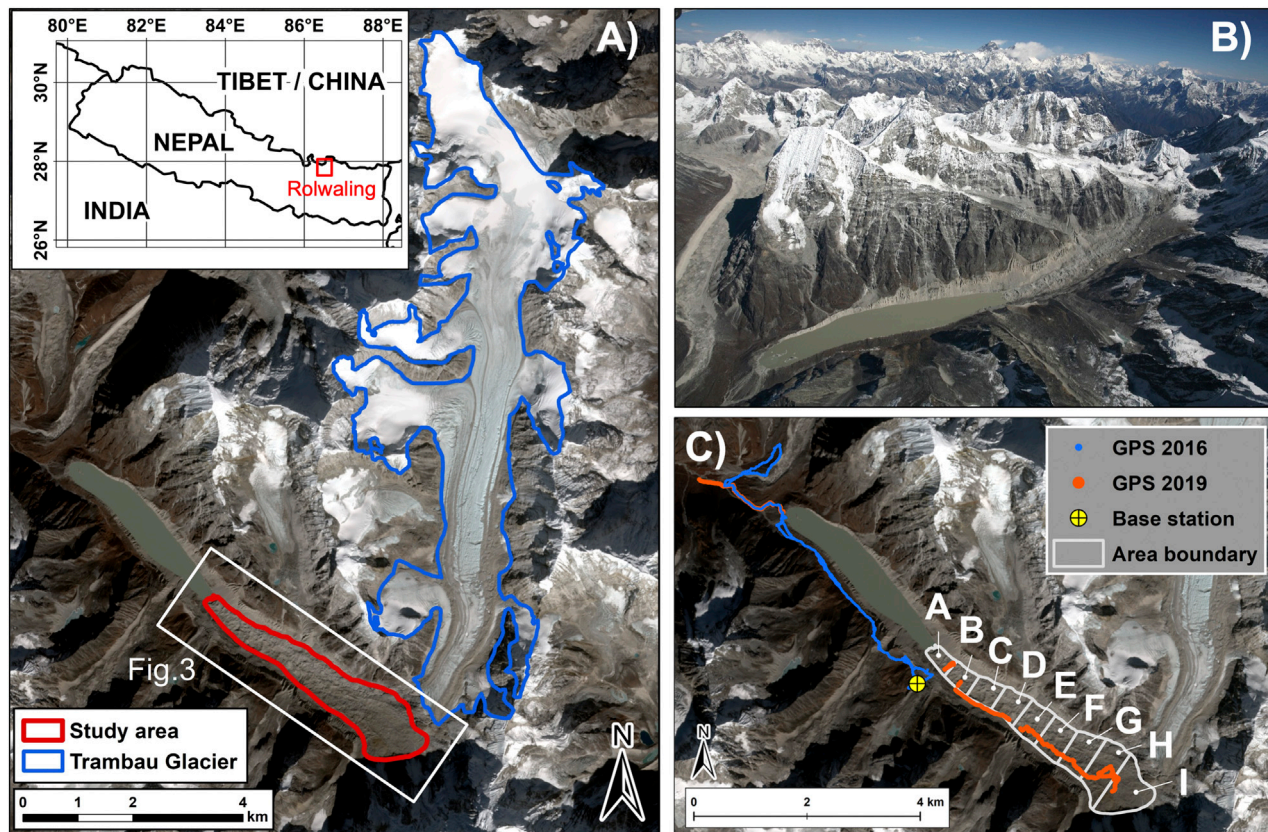 80°E 82°E 84°E 86°E 88°E
A)
30°N
TIBET / CHINA
NEPAL
28°N
Rolwaling
INDIA
26°N
Fig.3
Study area
Trambau Glacier
0 1 2 4
km
N
B)
C)
GPS 2016
GPS 2019
Base station
Area boundary
A
B
C
D
E
F
G
H
I
N
0 2 4 km